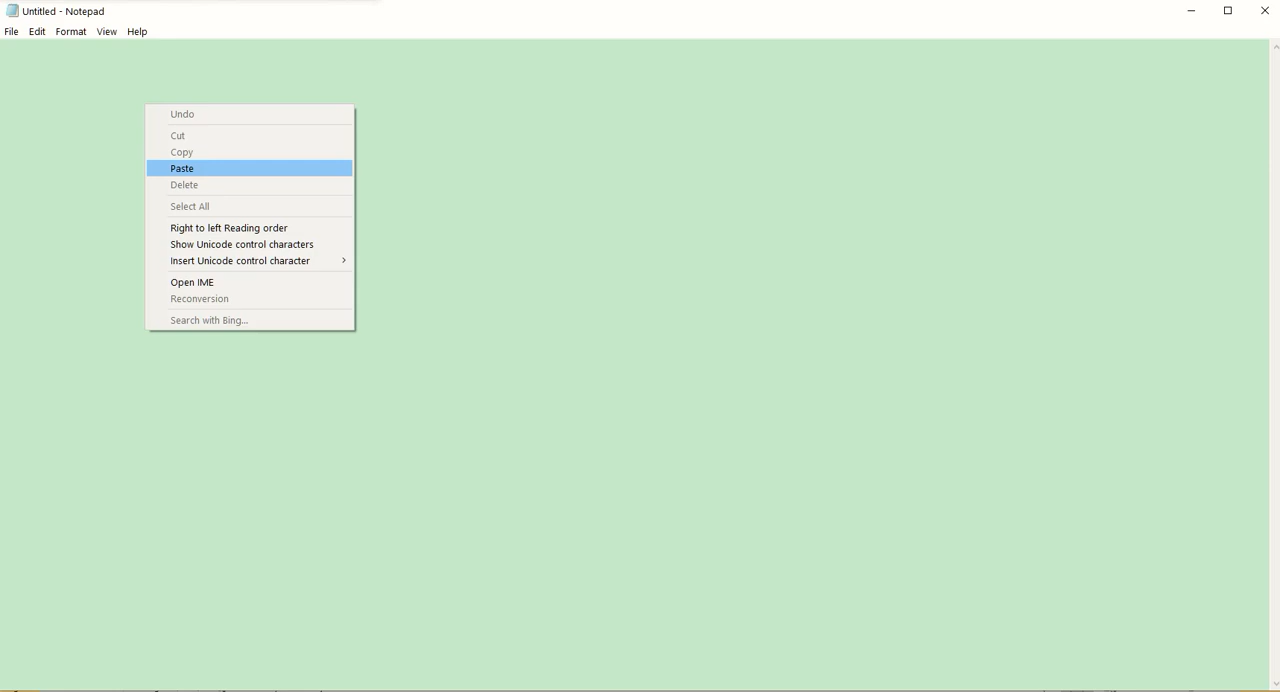 Untitled - Notepad
File Edit Format View Help
Undo
Cut
Copy
Paste
Delete
Select All
Right to left Reading order
Show Unicode control characters
Insert Unicode control character
Open IME
Reconversion
Search with Bing...